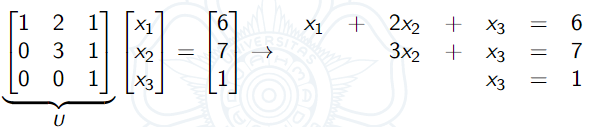 [1 2 1] [x₁]   [6]   x₁ + 2x₂ + x₃ = 6
[0 3 1] [x₂] = [7] →      3x₂ + x₃ = 7
[0 0 1] [x₃]   [1]              x₃ = 1
U